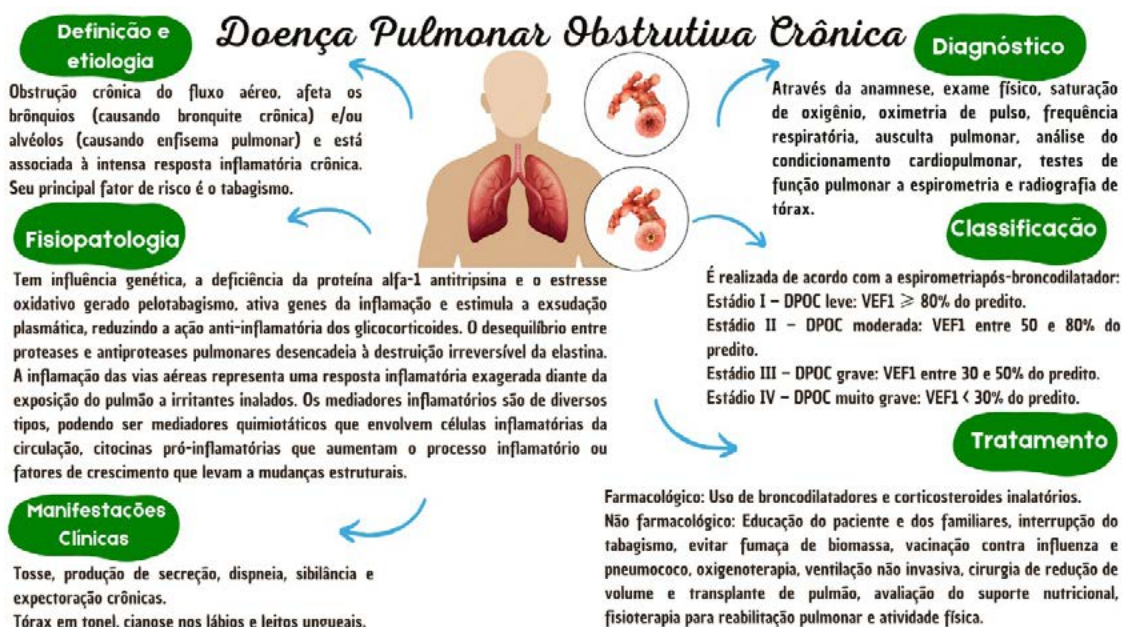 Doença Pulmonar Obstrutiva Crônica
Definição e
etiologia
Obstrução crônica do fluxo aéreo, afeta os
brônquios (causando bronquite crônica) e/ou
alvéolos (causando enfisema pulmonar) e está
associada à intensa resposta inflamatória crônica.
Seu principal fator de risco é o tabagismo.
Fisiopatologia
Tem influência genética, a deficiência da proteína alfa-1 antitripsina e o estresse
oxidativo gerado pelotabagismo, ativa genes da inflamação e estimula a exsudação
plasmática, reduzindo a ação anti-inflamatória dos glicocorticoides. O desequilíbrio entre
proteases e antiproteases pulmonares desencadeia à destruição irreversível da elastina.
A inflamação das vias aéreas representa uma resposta inflamatória exagerada diante da
exposição do pulmão a irritantes inalados. Os mediadores inflamatórios são de diversos
tipos, podendo ser mediadores quimiotáticos que envolvem células inflamatórias da
circulação, citocinas pró-inflamatórias que aumentam o processo inflamatório ou
fatores de crescimento que levam a mudanças estruturais.
Manifestações
Clínicas
Tosse, produção de secreção, dispneia, sibilância e
expectoração crônicas.
Tórax em tonel, cianose nos lábios e leitos ungueais.
Diagnóstico
Através da anamnese, exame físico, saturação
de oxigênio, oximetria de pulso, frequência
respiratória, ausculta pulmonar, análise do
condicionamento cardiopulmonar, testes de
função pulmonar a espirometria e radiografia de
tórax.
Classificação
É realizada de acordo com a espirometriapós-broncodilatador:
Estádio I – DPOC leve: VEF1 ⩾ 80% do predito.
Estádio II – DPOC moderada: VEF1 entre 50 e 80% do
predito.
Estádio III – DPOC grave: VEF1 entre 30 e 50% do predito.
Estádio IV – DPOC muito grave: VEF1 < 30% do predito.
Tratamento
Farmacológico: Uso de broncodilatadores e corticosteroides inalatórios.
Não farmacológico: Educação do paciente e dos familiares, interrupção do
tabagismo, evitar fumaça de biomassa, vacinação contra influenza e
pneumococo, oxigenoterapia, ventilação não invasiva, cirurgia de redução de
volume e transplante de pulmão, avaliação do suporte nutricional,
fisioterapia para reabilitação pulmonar e atividade física.